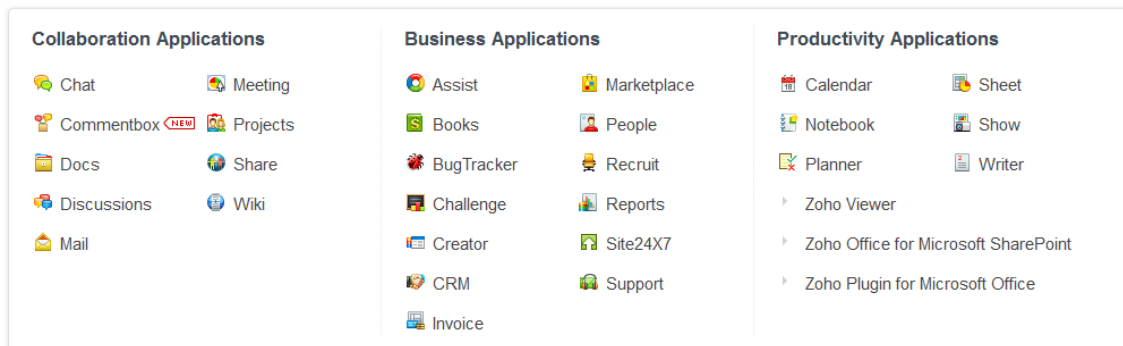 Collaboration Applications
Chat
Commentbox NEW
Docs
Discussions
Mail
Meeting
Projects
Share
Wiki
Business Applications
Assist
Books
BugTracker
Challenge
Creator
CRM
Invoice
Marketplace
People
Recruit
Reports
Site24X7
Support
Productivity Applications
Calendar
Notebook
Planner
Sheet
Show
Writer
Zoho Viewer
Zoho Office for Microsoft SharePoint
Zoho Plugin for Microsoft Office